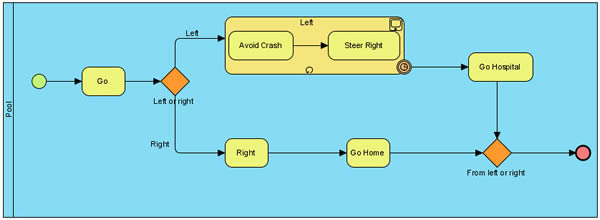 Pool
Go
Left or right
Left
Left
Avoid Crash
Steer Right
Go Hospital
Right
Right
Go Home
From left or right